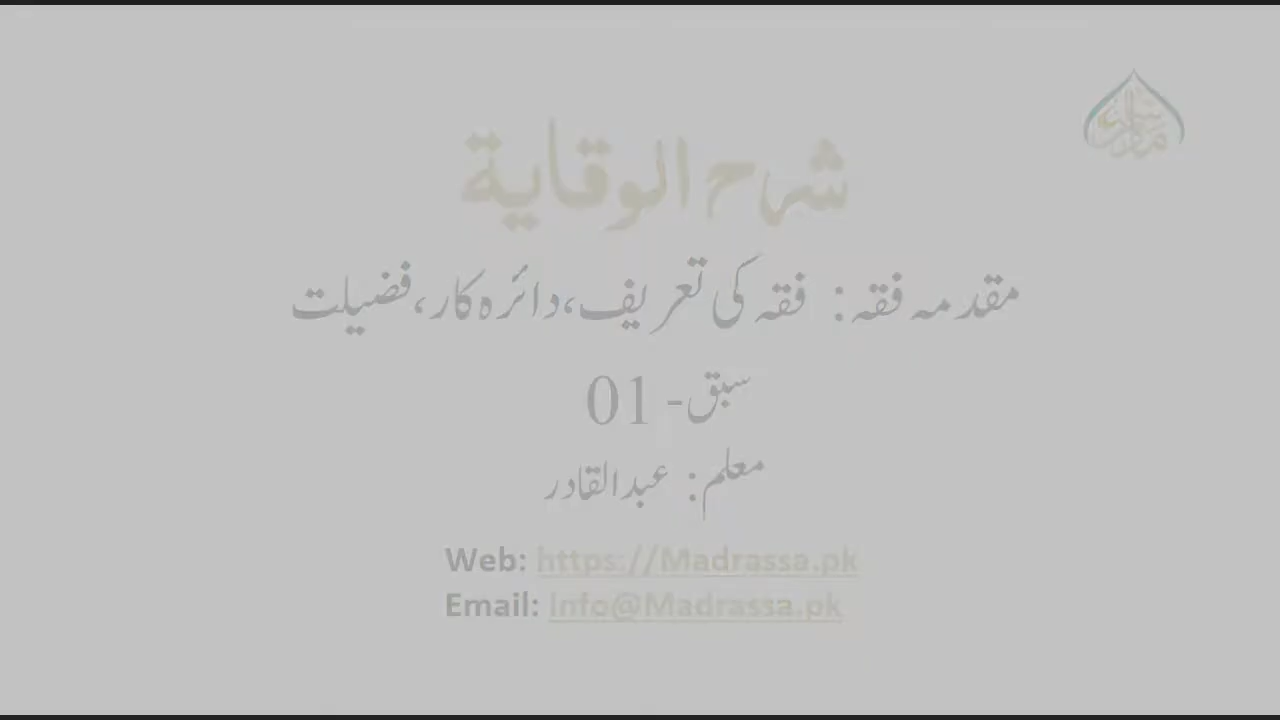 شرح الوقاية
مقدمہ فقہ: فقہ کی تعریف، دائرہ کار، فضیلت
سبق- 01
معلم: عبدالقادر
Web: https://Madrassa.pk
Email: Info@Madrassa.pk